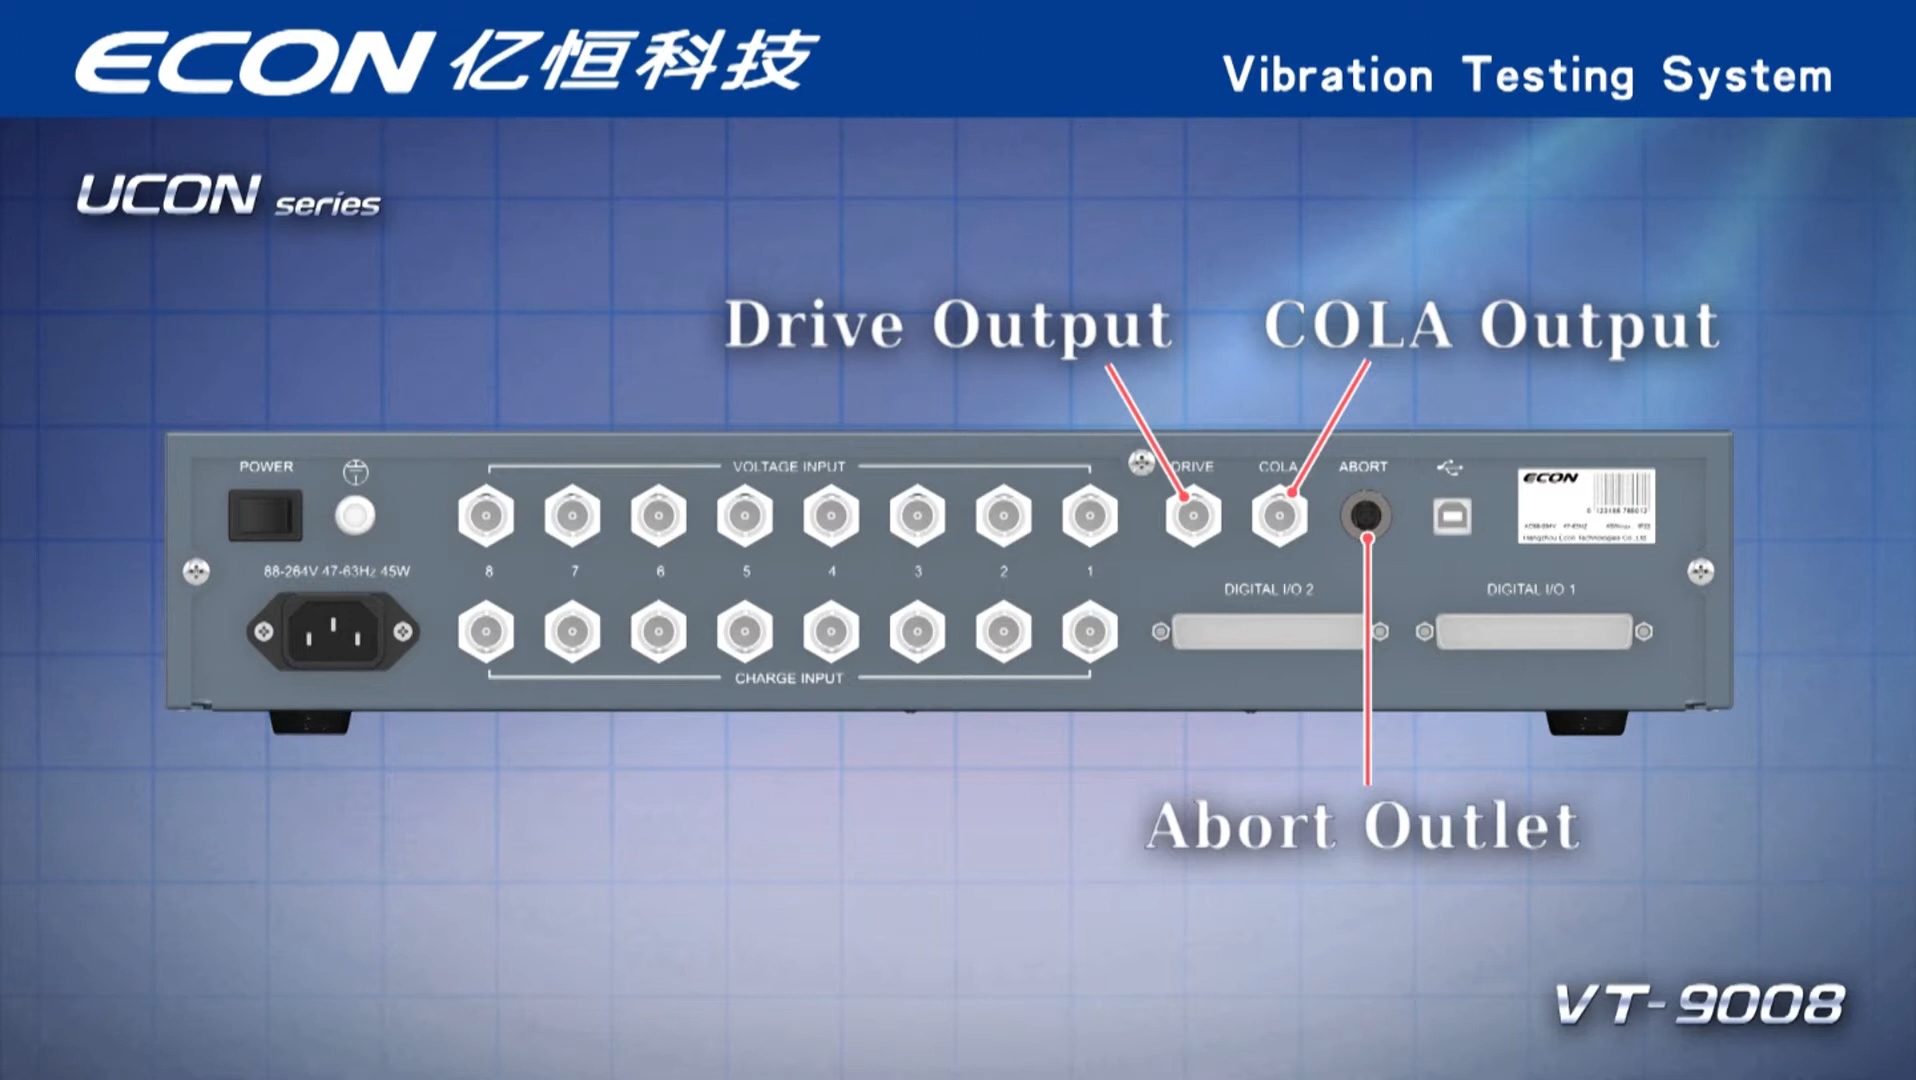 ECON 亿恒科技
Vibration Testing System
UCON series
Drive Output
COLA Output
POWER
VOLTAGE INPUT
DRIVE
COLA
ABORT
ECON
88-264V 47-63Hz 45W
8 7 6 5 4 3 2 1
DIGITAL I/O 2
DIGITAL I/O 1
CHARGE INPUT
Abort Outlet
VT-9008